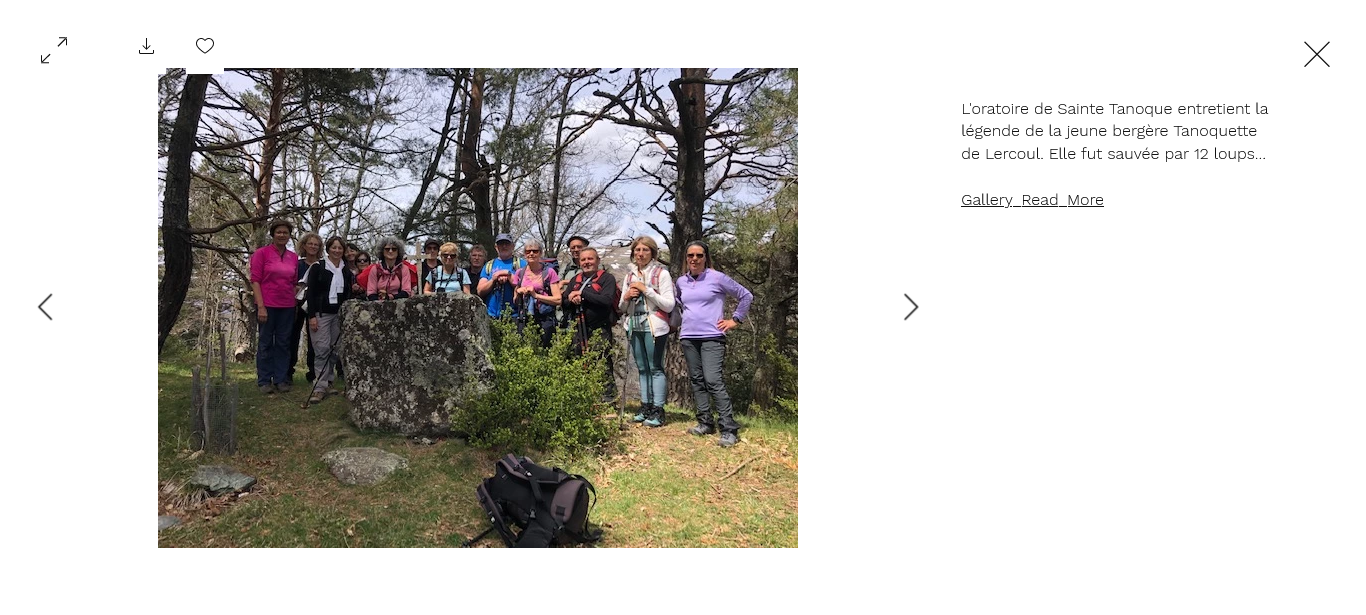 L'oratoire de Sainte Tanoque entretient la
légende de la jeune bergère Tanoquette
de Lercoul. Elle fut sauvée par 12 loups...
Gallery_Read_More